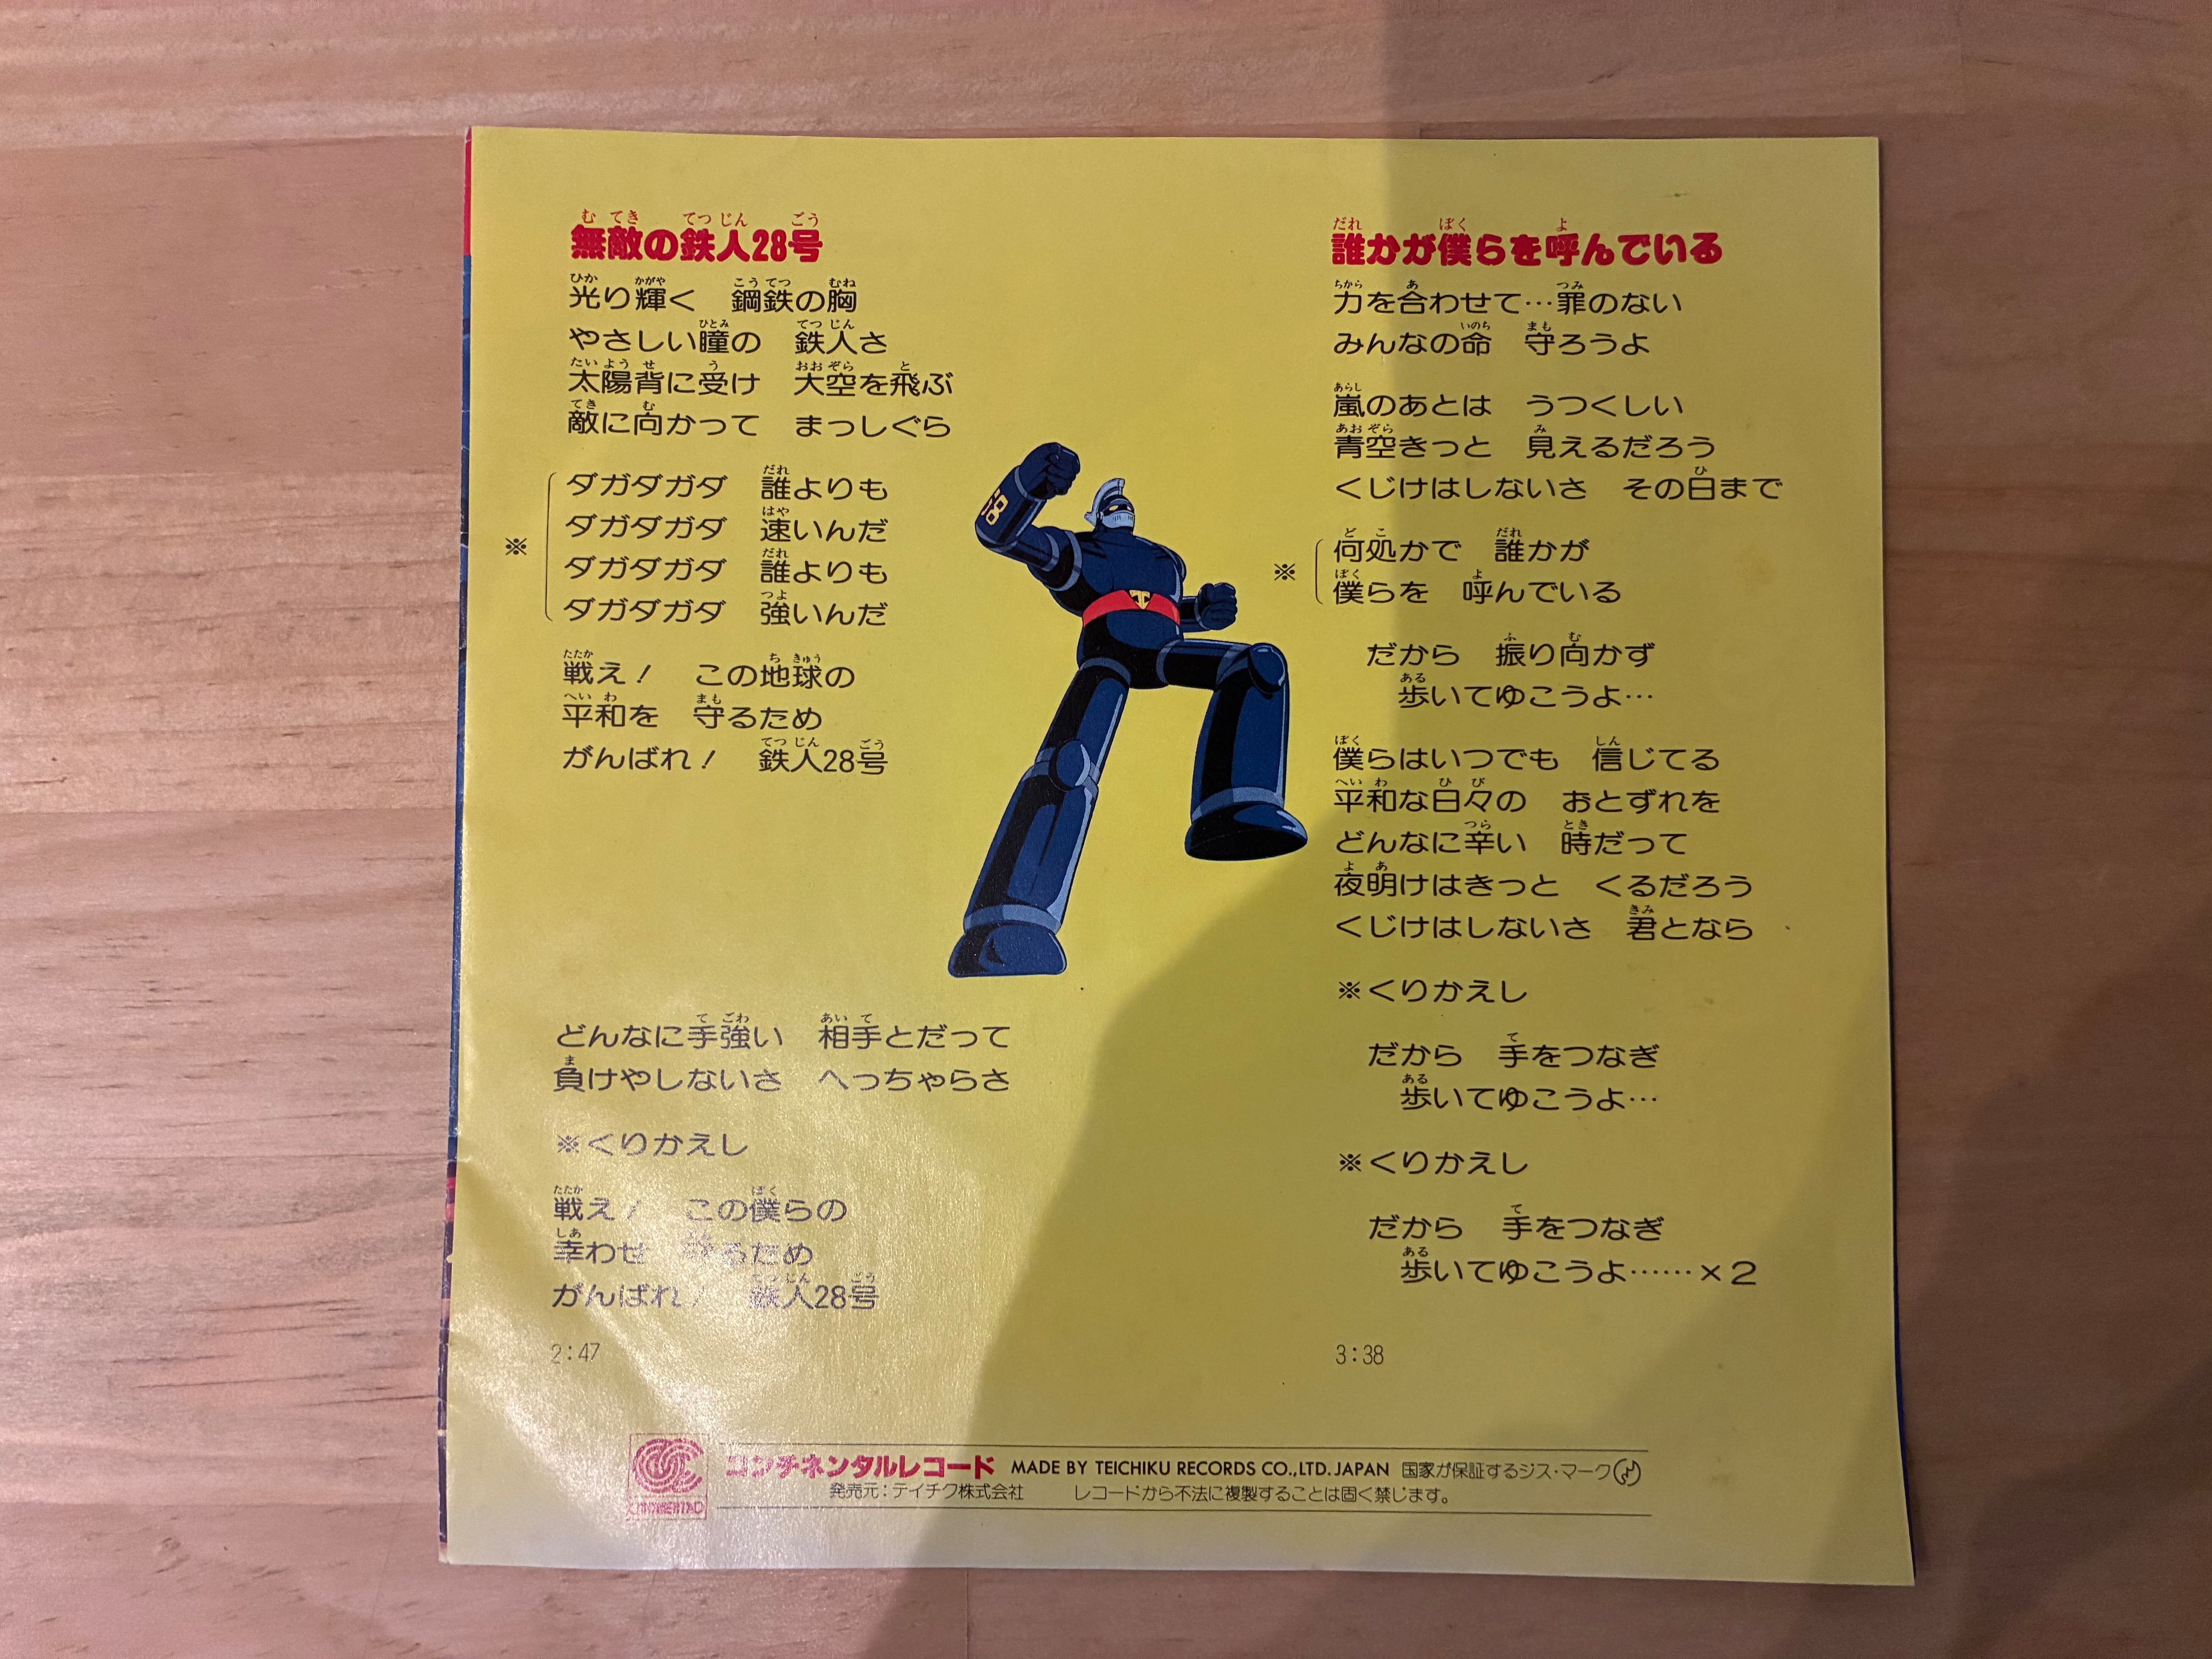 無敵の鉄人28号
光り輝く　鋼鉄の胸
やさしい瞳の　鉄人さ
太陽背に受け　大空を飛ぶ
敵に向かって　まっしぐら
※
ダガダガダ　誰よりも
ダガダガダ　速いんだ
ダガダガダ　誰よりも
ダガダガダ　強いんだ
戦え！　この地球の
平和を　守るため
がんばれ！　鉄人28号
どんなに手強い　相手とだって
負けやしないさ　へっちゃらさ
※くりかえし
戦え！　この僕らの
幸わせ　るため
がんばれ！　鉄人28号
2:47
誰かが僕らを呼んでいる
力を合わせて…罪のない
みんなの命　守ろうよ
嵐のあとは　うつくしい
青空きっと　見えるだろう
くじけはしないさ　その日まで
※
何処かで　誰かが
僕らを　呼んでいる
だから　振り向かず
歩いてゆこうよ…
僕らはいつでも　信じてる
平和な日々の　おとずれを
どんなに辛い　時だって
夜明けはきっと　くるだろう
くじけはしないさ　君となら
※くりかえし
だから　手をつなぎ
歩いてゆこうよ…
※くりかえし
だから　手をつなぎ
歩いてゆこうよ……×2
3:38
コンチネンタルレコード MADE BY TEICHIKU RECORDS CO.,LTD. JAPAN 国家が保証するジス・マーク
発売元：テイチク株式会社　レコードから不法に複製することは固く禁じます。